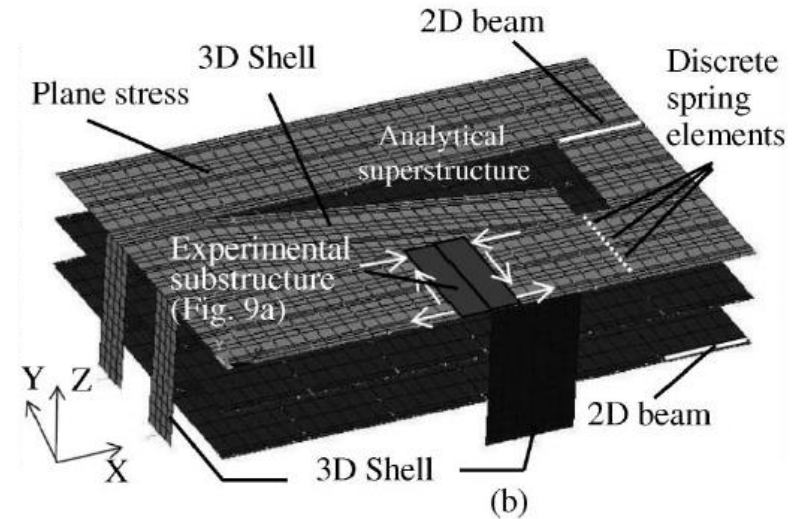 2D beam
3D Shell
Discrete
spring
elements
Plane stress
Analytical
superstructure
Experimental
substructure
(Fig. 9a)
Y
Z
X
2D beam
3D Shell
(b)